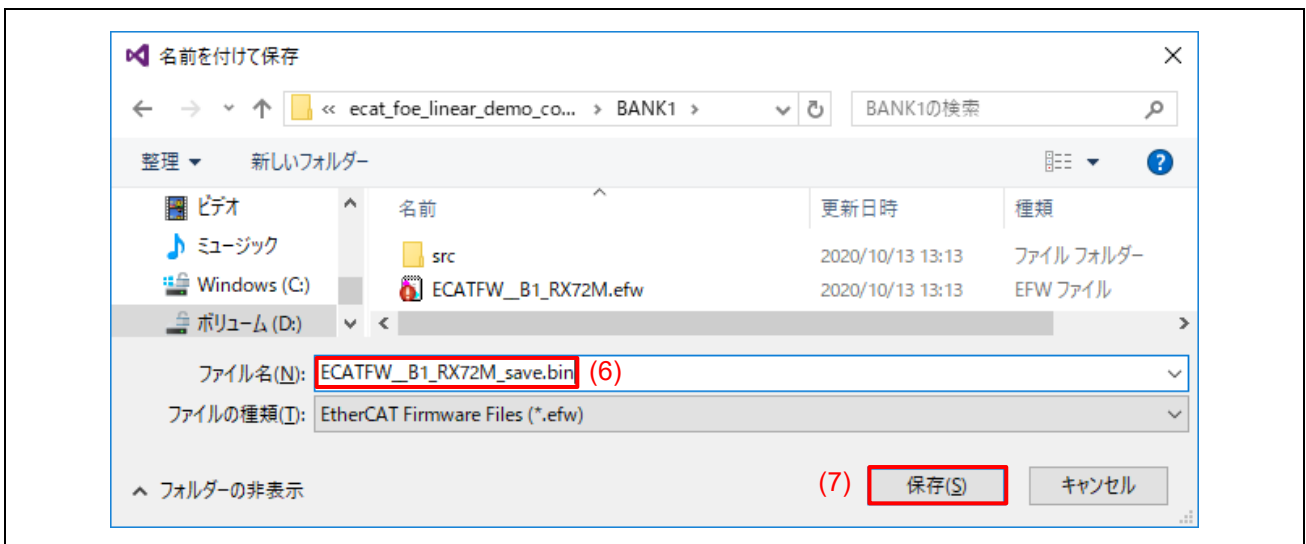 名前を付けて保存
« ecat_foe_linear_demo_co... > BANK1 > BANK1の検索
整理 新しいフォルダー ?
ビデオ 名前 更新日時 種類
ミュージック src 2020/10/13 13:13 ファイル フォルダー
Windows (C:) ECATFW__B1_RX72M.efw 2020/10/13 13:13 EFW ファイル
ボリューム (D:)
ファイル名(N): ECATFW__B1_RX72M_save.bin (6)
ファイルの種類(T): EtherCAT Firmware Files (*.efw)
フォルダーの非表示 (7) 保存(S) キャンセル